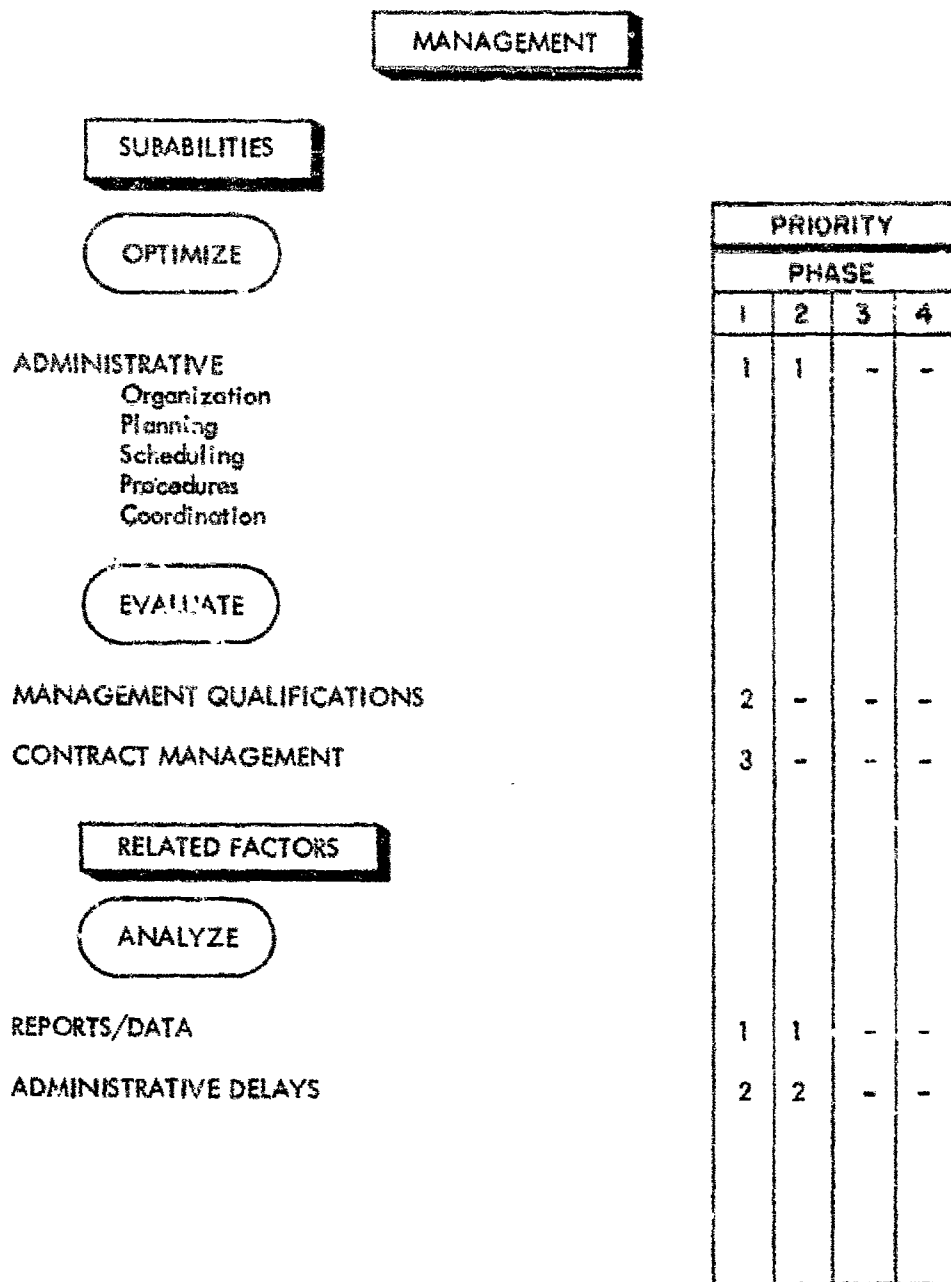 MANAGEMENT
SUBABILITIES
OPTIMIZE
PRIORITY
PHASE
1 2 3 4
ADMINISTRATIVE 1 1 - -
Organization
Planning
Scheduling
Procedures
Coordination
EVALUATE
MANAGEMENT QUALIFICATIONS 2 - - -
CONTRACT MANAGEMENT 3 - - -
RELATED FACTORS
ANALYZE
REPORTS/DATA 1 1 - -
ADMINISTRATIVE DELAYS 2 2 - -